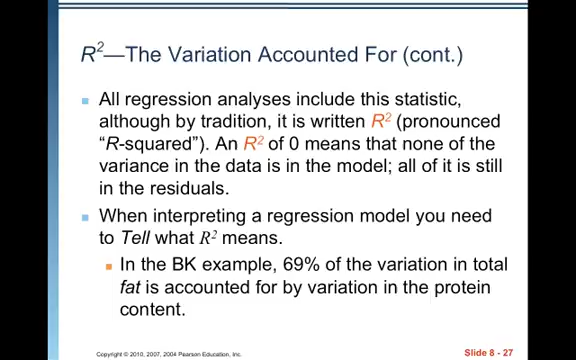 R²—The Variation Accounted For (cont.)
All regression analyses include this statistic,
although by tradition, it is written R² (pronounced
“R-squared”). An R² of 0 means that none of the
variance in the data is in the model; all of it is still
in the residuals.
When interpreting a regression model you need
to Tell what R² means.
In the BK example, 69% of the variation in total
fat is accounted for by variation in the protein
content.
Copyright © 2010, 2007, 2004 Pearson Education, Inc.
Slide 8 - 27